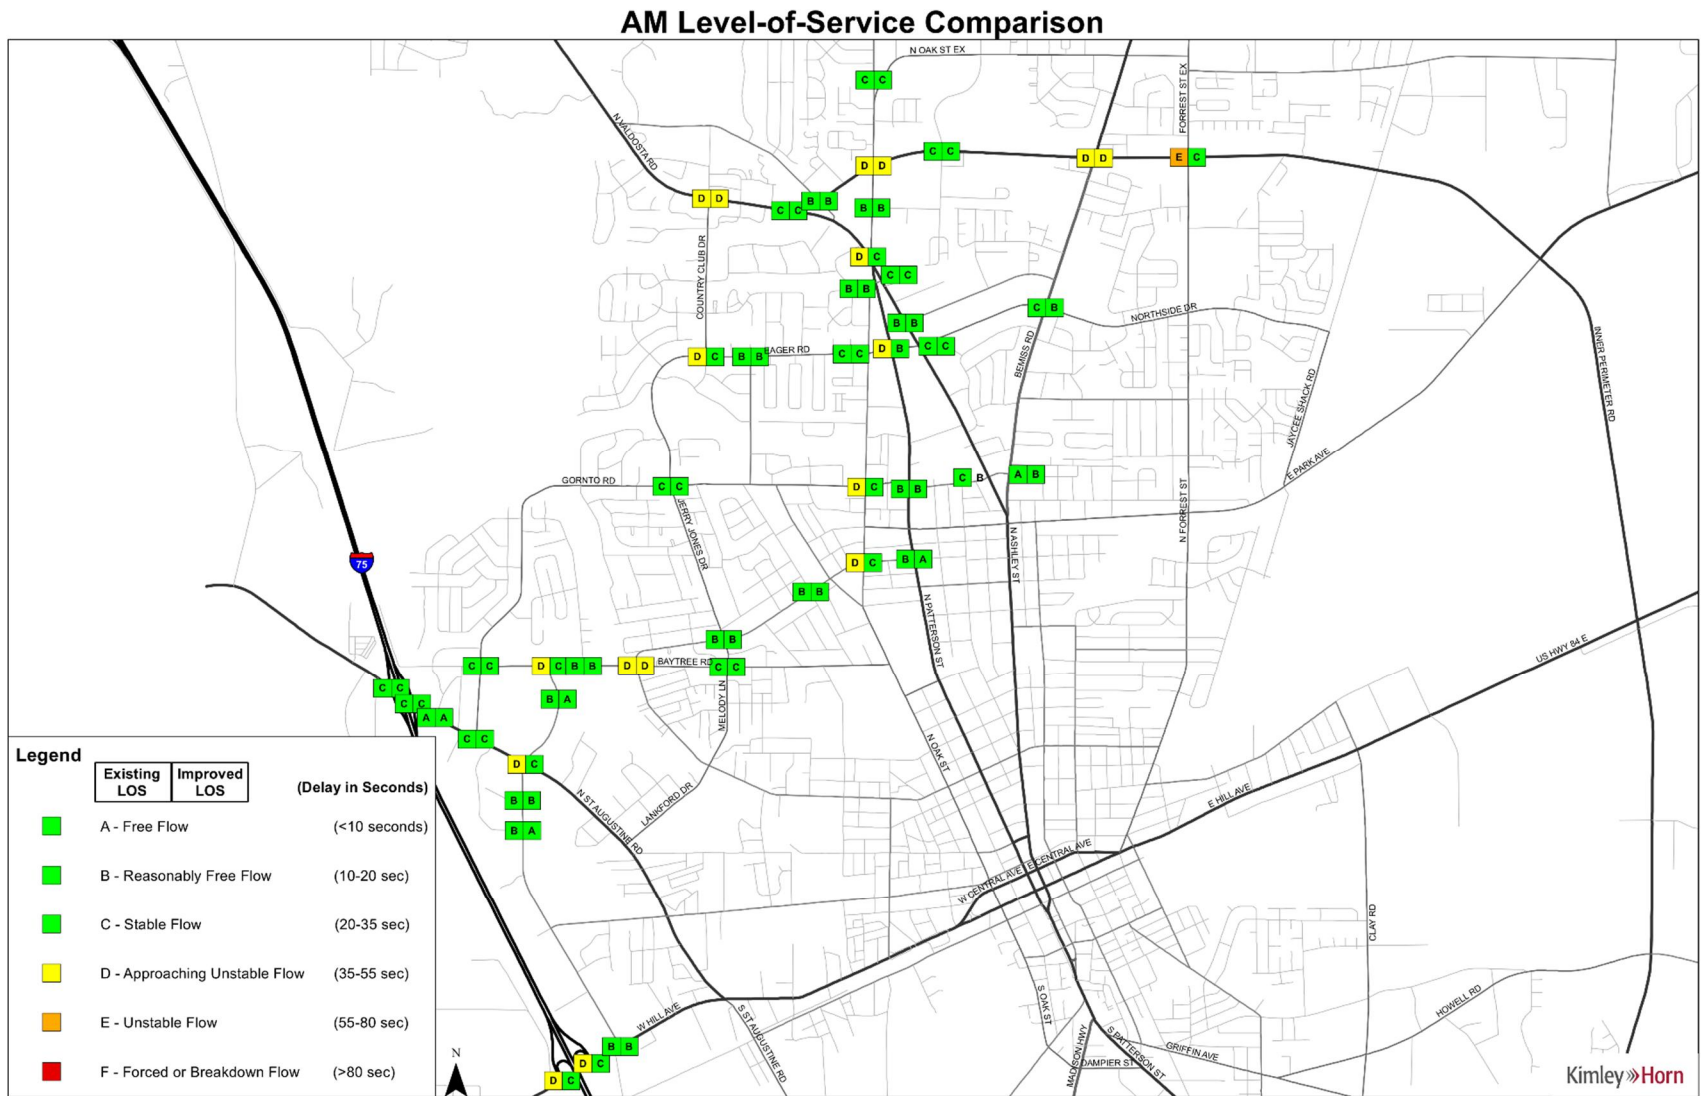 AM Level-of-Service Comparison
N OAK ST EX
C C
FORREST ST EX
N VALDOSTA RD
C C
D D
D D
E C
D D
B B
C C
B B
COUNTRY CLUB DR
D C
C C
B B
C B
NORTHSIDE DR
B B
BEMISS RD
INNER PERIMETER RD
D C
B B
EAGER RD
C C
D B
C C
JAYCEE SHACK RD
E PARK AVE
GORNTO RD
C C
D C
B B
C B
A B
JERRY JONES DR
N FORREST ST
N ASHLEY ST
75
D C
B A
B B
N PATTERSON ST
B B
US HWY 84 E
C C
D C B B
D D
BAYTREE RD
C C
C C
C C
A A
B A
MELODY LN
C C
N OAK ST
D C
B B
B A
N ST AUGUSTINE RD
LANKFORD DR
E HILL AVE
W CENTRAL AVE
E CENTRAL AVE
CLAY RD
Legend
Existing LOS
Improved LOS
(Delay in Seconds)
A - Free Flow (<10 seconds)
B - Reasonably Free Flow (10-20 sec)
C - Stable Flow (20-35 sec)
D - Approaching Unstable Flow (35-55 sec)
E - Unstable Flow (55-80 sec)
F - Forced or Breakdown Flow (>80 sec)
N
W HILL AVE
S ST AUGUSTINE RD
B B
D C
D C
S OAK ST
MADISON HWY
DAMPIER ST
S PATTERSON ST
GRIFFIN AVE
HOWELL RD
Kimley»Horn